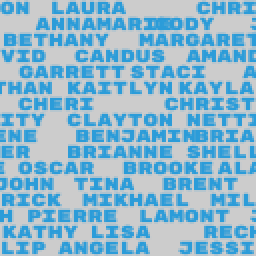 ON LAURA CHRI
ANNAMARIE CODY J
BETHANY MARGARET
VID CANDUS AMAND
GARRETT STACI A
THAN KAITLYN KAYLA
CHERI CHRIST
ITY CLAYTON NETTI
ENE BENJAMIN BRIA
ER BRIANNE SHELL
E OSCAR BROOKE ALA
JOHN TINA BRENT
RICK MIKHAEL MIL
H PIERRE LAMONT J
KATHY LISA RECH
LIP ANGELA JESSI